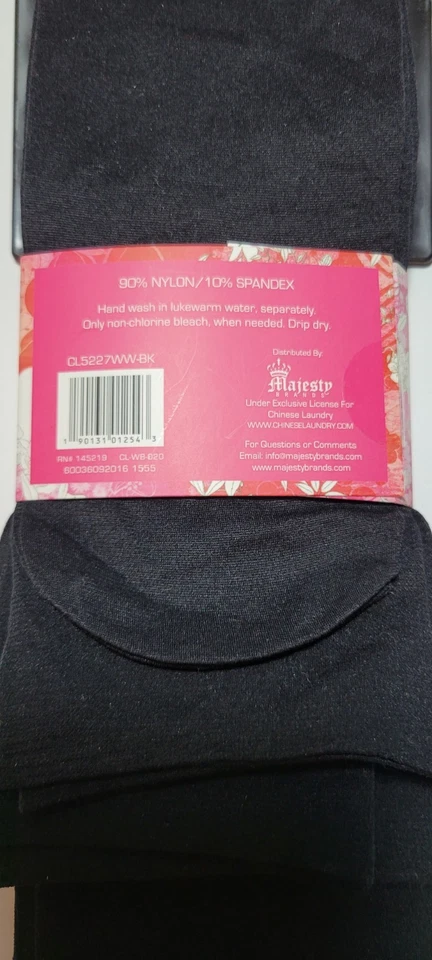 90% NYLON/10% SPANDEX
Hand wash in lukewarm water, separately.
Only non-chlorine bleach, when needed. Drip dry.
CL5227WW-BK
1 90131 01254 3
RN# 145219 CL-WB-020
60036092016 1555
Distributed By
Majesty
BRANDS
Under Exclusive License For
Chinese Laundry
WWW.CHINESELAUNDRY.COM
For Questions or Comments
Email: info@majestybrands.com
www.majestybrands.com